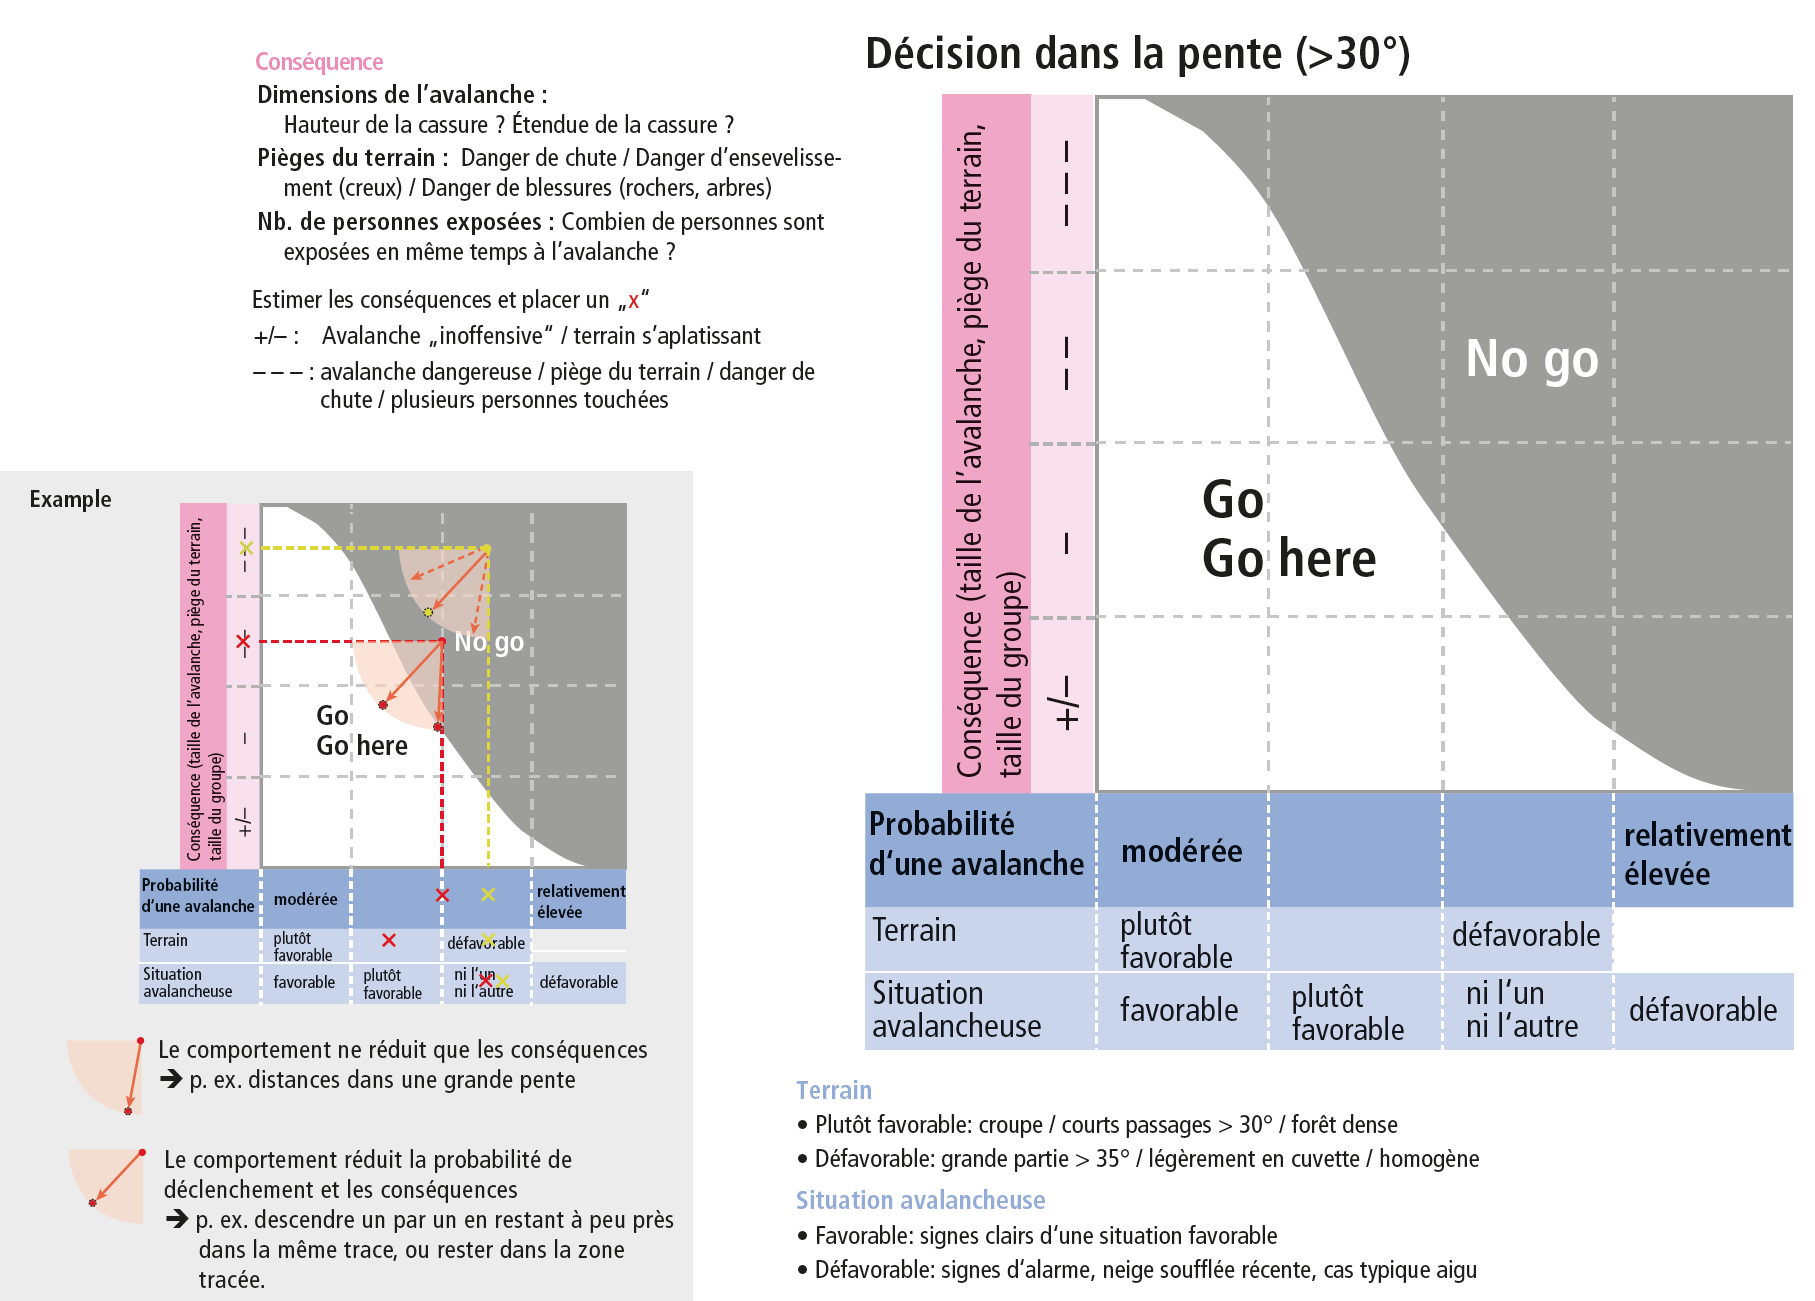 Conséquence
Dimensions de l’avalanche :
Hauteur de la cassure ? Étendue de la cassure ?
Pièges du terrain : Danger de chute / Danger d’ensevelisse-
ment (creux) / Danger de blessures (rochers, arbres)
Nb. de personnes exposées : Combien de personnes sont
exposées en même temps à l’avalanche ?
Estimer les conséquences et placer un „x“
+/– : Avalanche „inoffensive“ / terrain s’aplatissant
– – – : avalanche dangereuse / piège du terrain / danger de
chute / plusieurs personnes touchées
Example
Conséquence (taille de l’avalanche, piège du terrain,
taille du groupe)
– – –
– –
–
+/–
No go
Go
Go here
Probabilité
d‘une avalanche
modérée
relativement
élevée
Terrain
plutôt
favorable
défavorable
Situation
avalancheuse
favorable
plutôt
favorable
ni l‘un
ni l‘autre
défavorable
Le comportement ne réduit que les conséquences
➔ p. ex. distances dans une grande pente
Le comportement réduit la probabilité de
déclenchement et les conséquences
➔ p. ex. descendre un par un en restant à peu près
dans la même trace, ou rester dans la zone
tracée.
Décision dans la pente (>30°)
Conséquence (taille de l’avalanche, piège du terrain,
taille du groupe)
– – –
– –
–
+/–
No go
Go
Go here
Probabilité
d‘une avalanche
modérée
relativement
élevée
Terrain
plutôt
favorable
défavorable
Situation
avalancheuse
favorable
plutôt
favorable
ni l‘un
ni l‘autre
défavorable
Terrain
• Plutôt favorable: croupe / courts passages > 30° / forêt dense
• Défavorable: grande partie > 35° / légèrement en cuvette / homogène
Situation avalancheuse
• Favorable: signes clairs d‘une situation favorable
• Défavorable: signes d‘alarme, neige soufflée récente, cas typique aigu